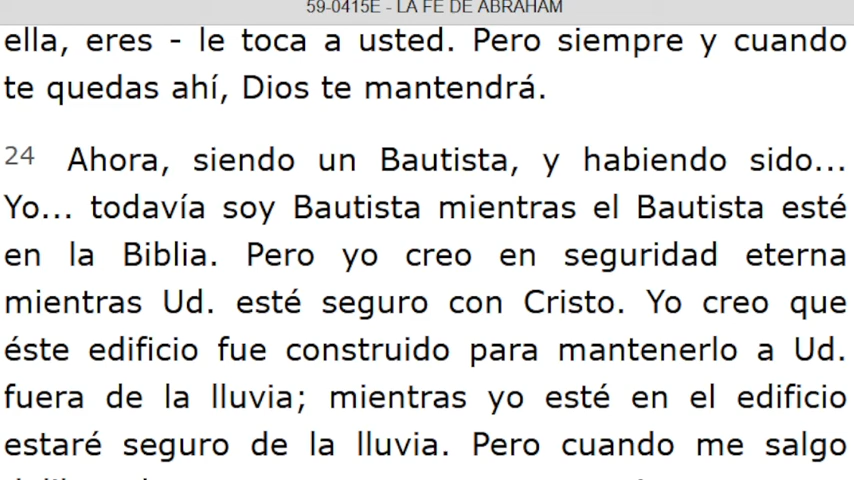 59-0415E - LA FE DE ABRAHAM
ella, eres - le toca a usted. Pero siempre y cuando
te quedas ahí, Dios te mantendrá.
24 Ahora, siendo un Bautista, y habiendo sido...
Yo... todavía soy Bautista mientras el Bautista esté
en la Biblia. Pero yo creo en seguridad eterna
mientras Ud. esté seguro con Cristo. Yo creo que
éste edificio fue construido para mantenerlo a Ud.
fuera de la lluvia; mientras yo esté en el edificio
estaré seguro de la lluvia. Pero cuando me salgo